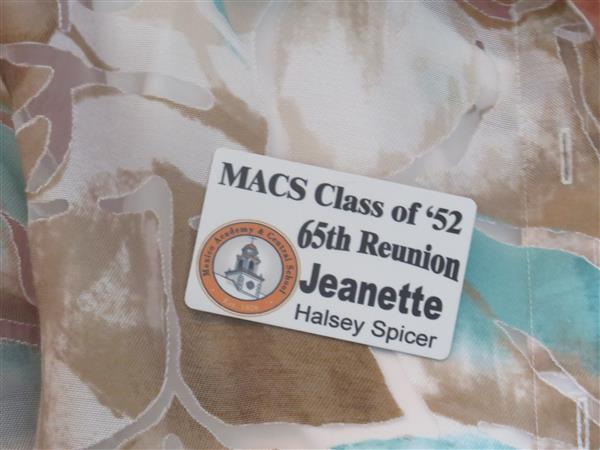 MACS Class of '52
65th Reunion
Jeanette
Halsey Spicer
Mexico Academy & Central School